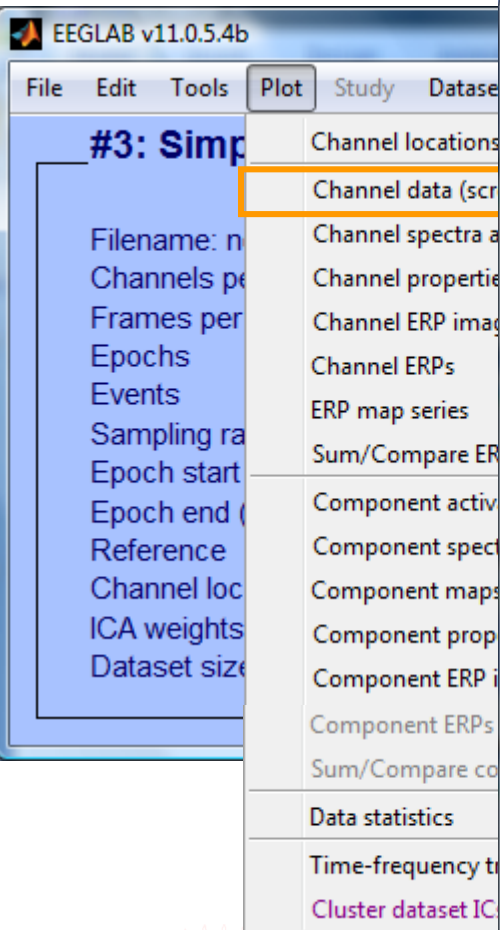 EEGLAB v11.0.5.4b
File Edit Tools Plot Study Datase
#3: Simp
Filename: n
Channels pe
Frames per
Epochs
Events
Sampling ra
Epoch start
Epoch end (
Reference
Channel loc
ICA weights
Dataset size
Channel locations
Channel data (scr
Channel spectra a
Channel propertie
Channel ERP imag
Channel ERPs
ERP map series
Sum/Compare ER
Component activa
Component spect
Component maps
Component prop
Component ERP i
Component ERPs
Sum/Compare co
Data statistics
Time-frequency tr
Cluster dataset ICs